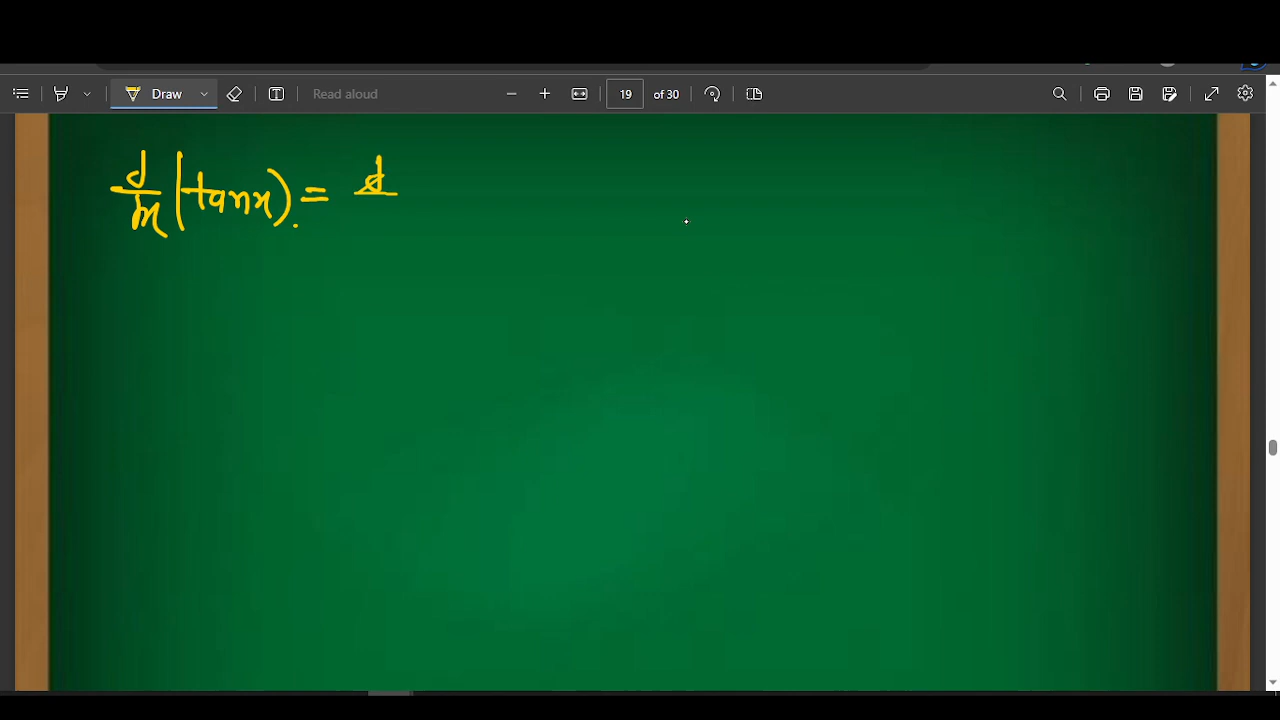 Draw Read aloud 19 of 30
d/dx (tanx) = d